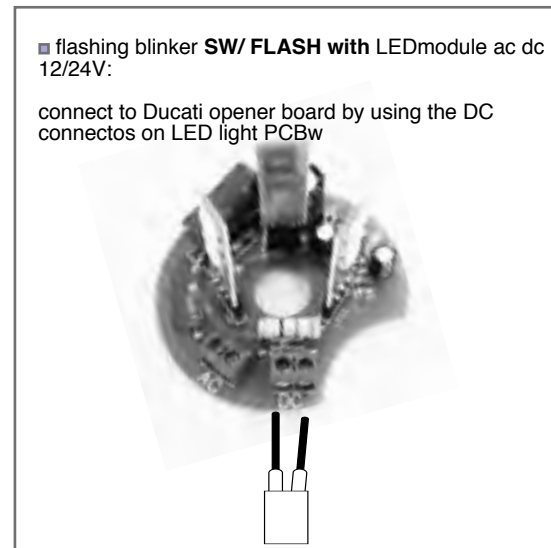 flashing blinker SW/ FLASH with LEDmodule ac dc
12/24V:
connect to Ducati opener board by using the DC
connectos on LED light PCBw
AC
DC